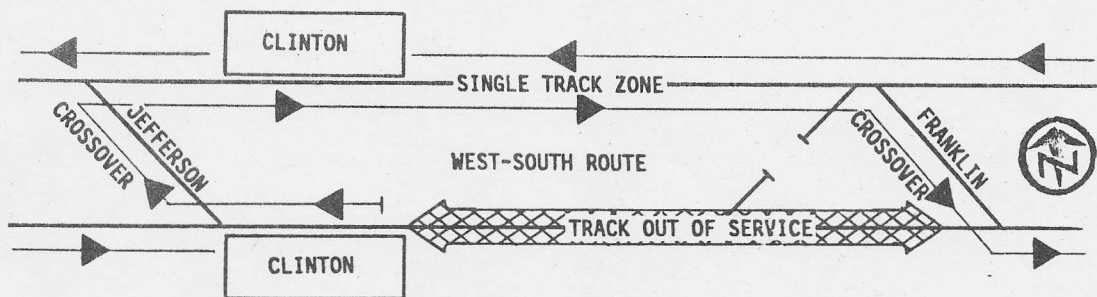 CLINTON
SINGLE TRACK ZONE
JEFFERSON
CROSSOVER
FRANKLIN
CROSSOVER
WEST-SOUTH ROUTE
N
TRACK OUT OF SERVICE
CLINTON